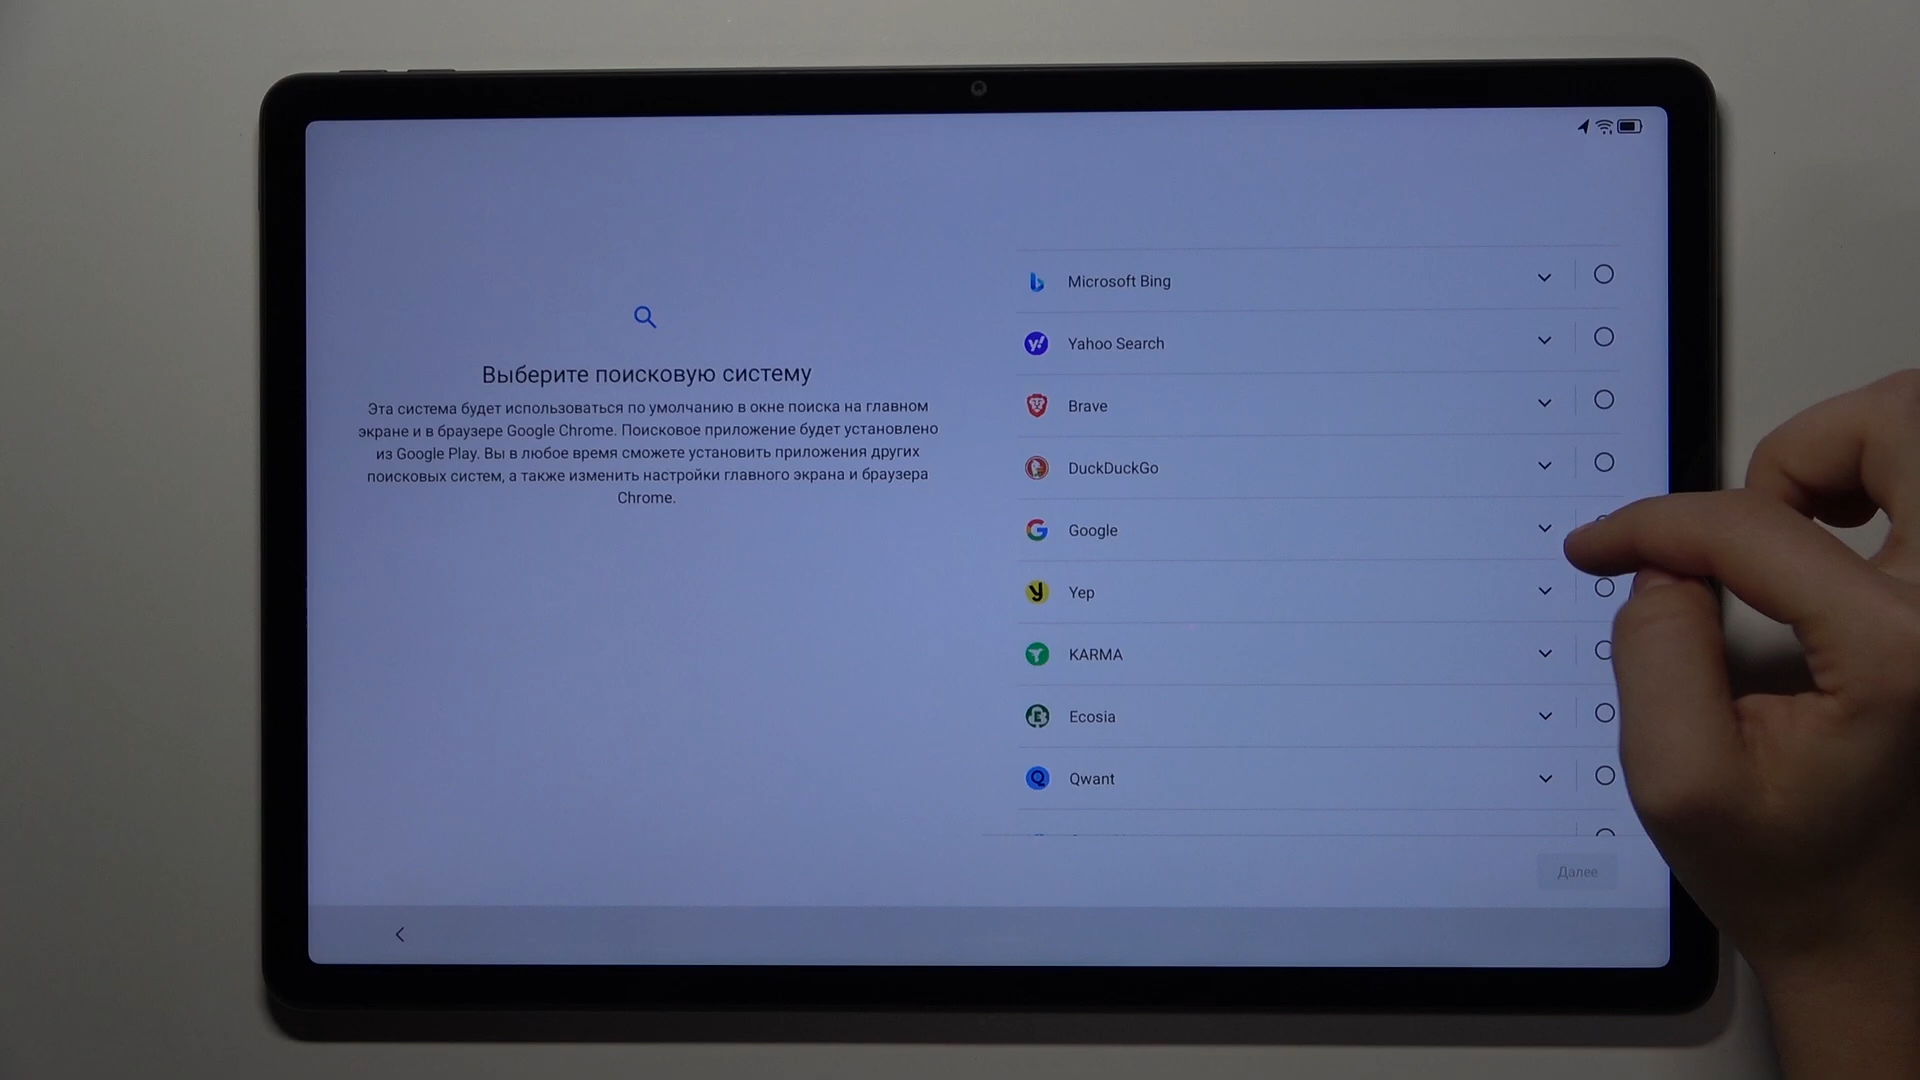 Выберите поисковую систему
Эта система будет использоваться по умолчанию в окне поиска на главном
экране и в браузере Google Chrome. Поисковое приложение будет установлено
из Google Play. Вы в любое время сможете установить приложения других
поисковых систем, а также изменить настройки главного экрана и браузера
Chrome.
Microsoft Bing
Yahoo Search
Brave
DuckDuckGo
Google
Yep
KARMA
Ecosia
Qwant
Далее